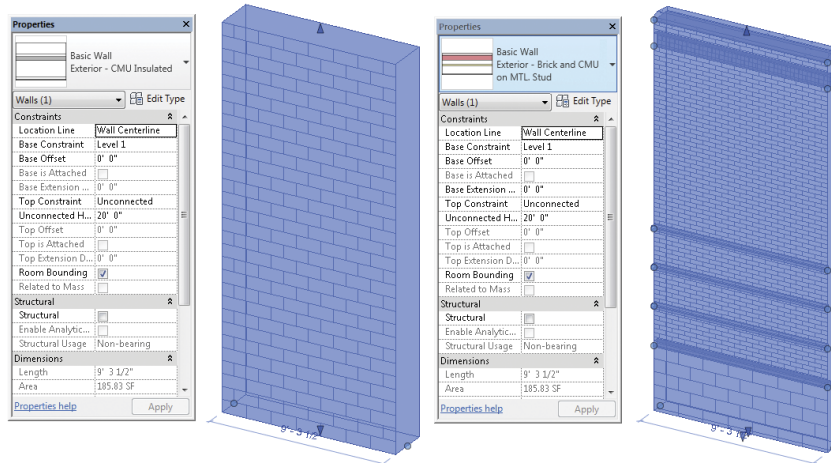 Properties
Basic Wall
Exterior - CMU Insulated
Walls (1)
Edit Type
Constraints
Location Line Wall Centerline
Base Constraint Level 1
Base Offset 0' 0"
Base is Attached
Base Extension ... 0' 0"
Top Constraint Unconnected
Unconnected H... 20' 0"
Top Offset 0' 0"
Top is Attached
Top Extension D... 0' 0"
Room Bounding
Related to Mass
Structural
Structural
Enable Analytic...
Structural Usage Non-bearing
Dimensions
Length 9' 3 1/2"
Area 185.83 SF
Properties help
Apply
9' - 3 1/2"
Properties
Basic Wall
Exterior - Brick and CMU
on MTL. Stud
Walls (1)
Edit Type
Constraints
Location Line Wall Centerline
Base Constraint Level 1
Base Offset 0' 0"
Base is Attached
Base Extension ... 0' 0"
Top Constraint Unconnected
Unconnected H... 20' 0"
Top Offset 0' 0"
Top is Attached
Top Extension D... 0' 0"
Room Bounding
Related to Mass
Structural
Structural
Enable Analytic...
Structural Usage Non-bearing
Dimensions
Length 9' 3 1/2"
Area 185.83 SF
Properties help
Apply